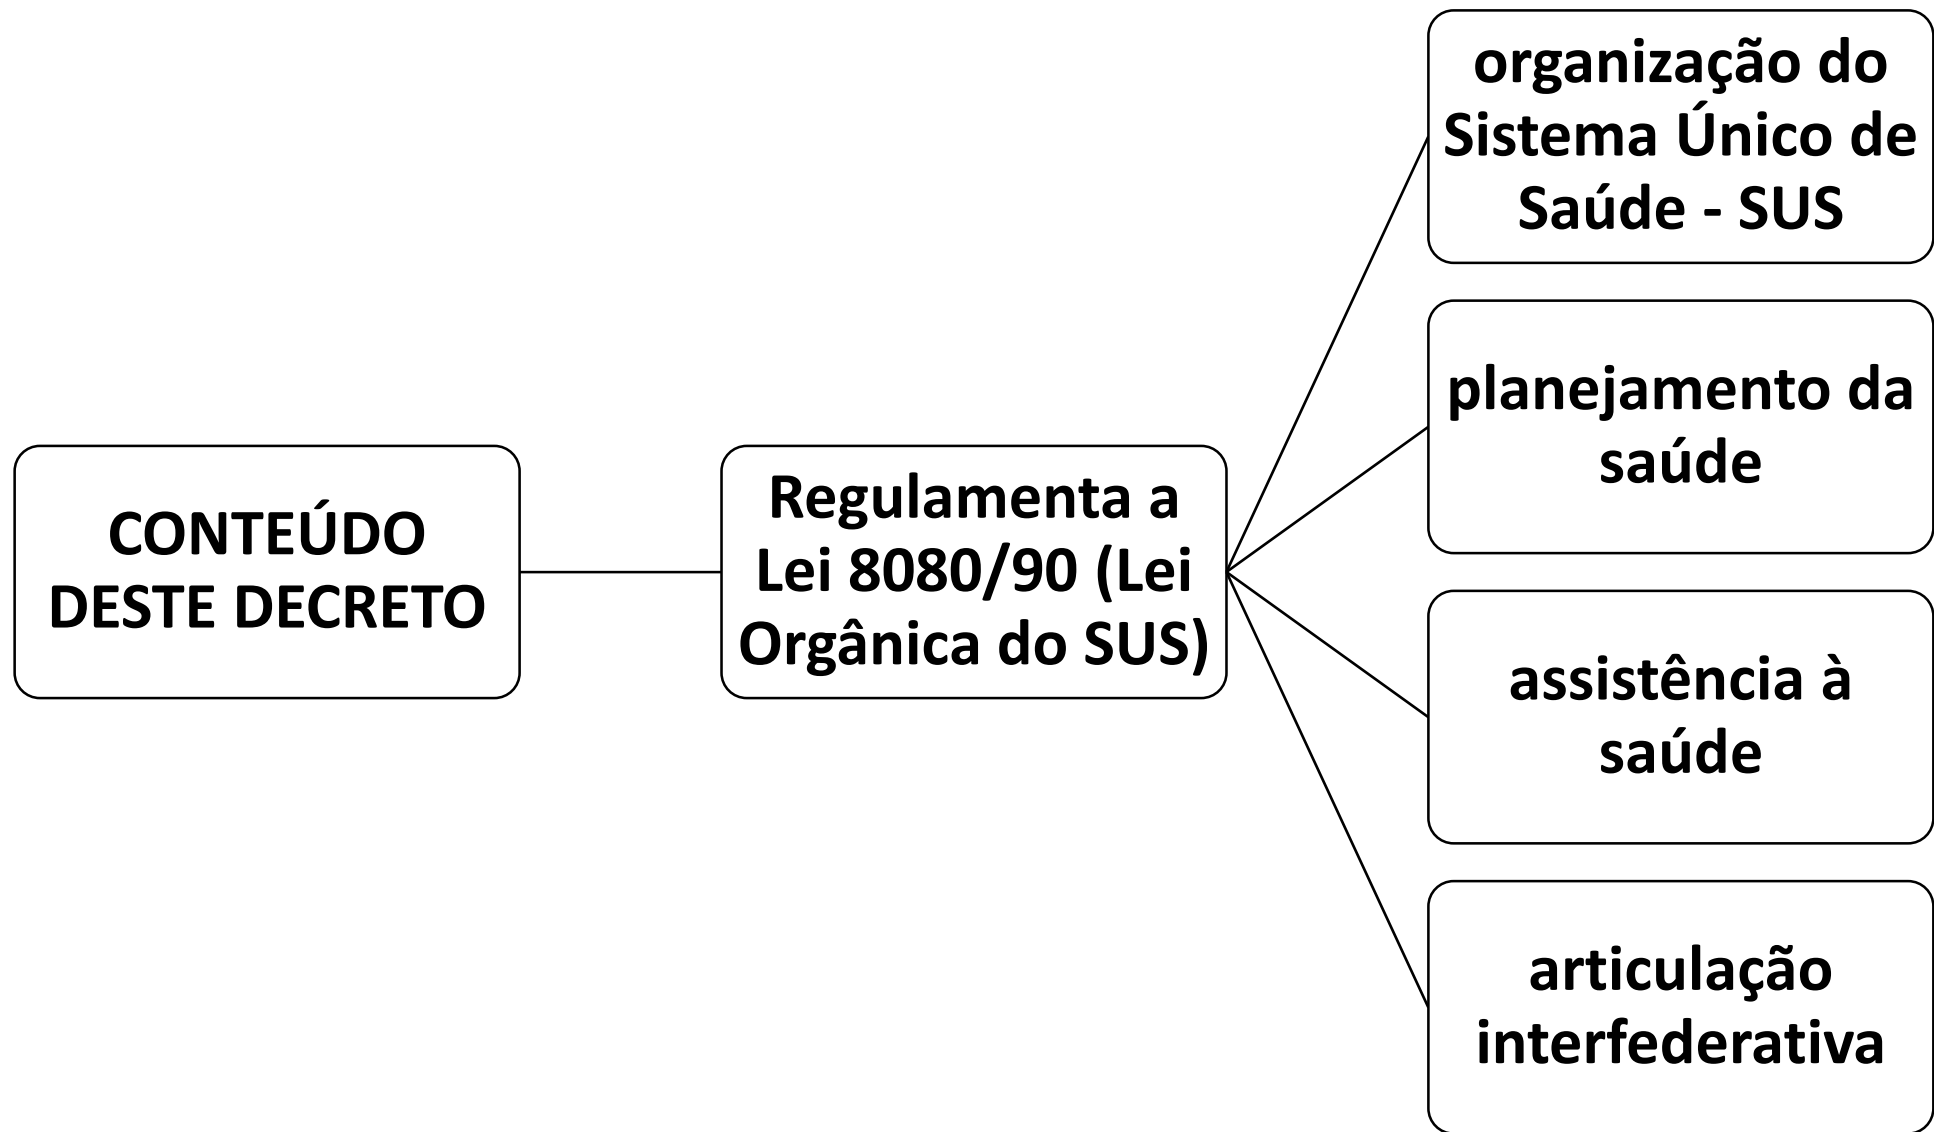 CONTEÚDO
DESTE DECRETO
Regulamenta a
Lei 8080/90 (Lei
Orgânica do SUS)
organização do
Sistema Único de
Saúde - SUS
planejamento da
saúde
assistência à
saúde
articulação
interfederativa